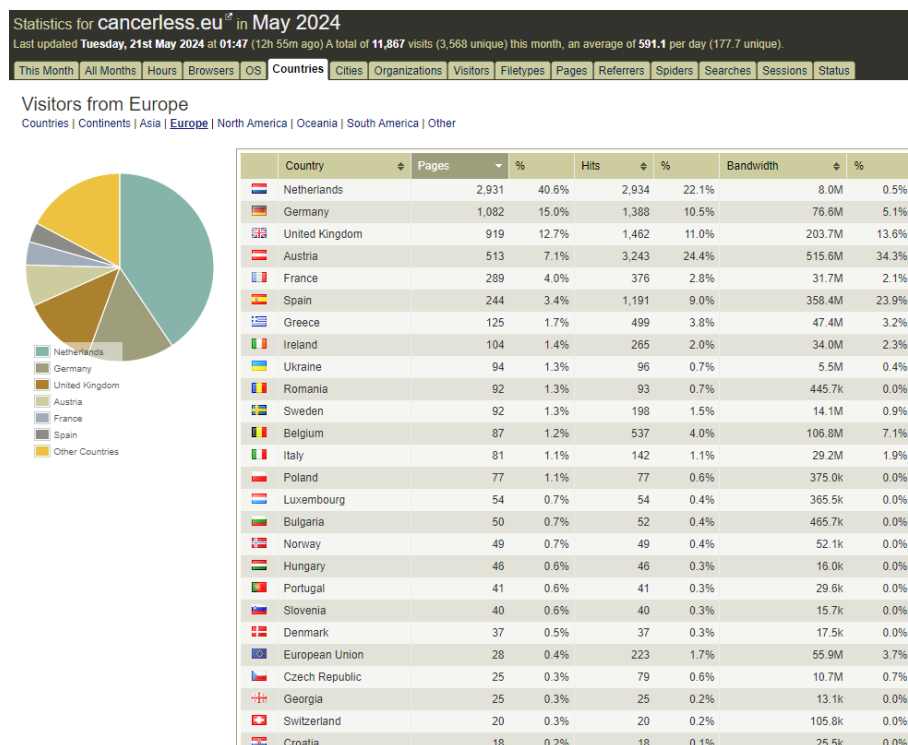 Statistics for cancerless.eu in May 2024
Last updated Tuesday, 21st May 2024 at 01:47 (12h 55m ago) A total of 11,867 visits (3,568 unique) this month, an average of 591.1 per day (177.7 unique).
This Month All Months Hours Browsers OS Countries Cities Organizations Visitors Filetypes Pages Referrers Spiders Searches Sessions Status
Visitors from Europe
Countries | Continents | Asia | Europe | North America | Oceania | South America | Other
Netherlands
Germany
United Kingdom
Austria
France
Spain
Other Countries
Country Pages % Hits % Bandwidth %
Netherlands 2,931 40.6% 2,934 22.1% 8.0M 0.5%
Germany 1,082 15.0% 1,388 10.5% 76.6M 5.1%
United Kingdom 919 12.7% 1,462 11.0% 203.7M 13.6%
Austria 513 7.1% 3,243 24.4% 515.6M 34.3%
France 289 4.0% 376 2.8% 31.7M 2.1%
Spain 244 3.4% 1,191 9.0% 358.4M 23.9%
Greece 125 1.7% 499 3.8% 47.4M 3.2%
Ireland 104 1.4% 265 2.0% 34.0M 2.3%
Ukraine 94 1.3% 96 0.7% 5.5M 0.4%
Romania 92 1.3% 93 0.7% 445.7k 0.0%
Sweden 92 1.3% 198 1.5% 14.1M 0.9%
Belgium 87 1.2% 537 4.0% 106.8M 7.1%
Italy 81 1.1% 142 1.1% 29.2M 1.9%
Poland 77 1.1% 77 0.6% 375.0k 0.0%
Luxembourg 54 0.7% 54 0.4% 365.5k 0.0%
Bulgaria 50 0.7% 52 0.4% 465.7k 0.0%
Norway 49 0.7% 49 0.4% 52.1k 0.0%
Hungary 46 0.6% 46 0.3% 16.0k 0.0%
Portugal 41 0.6% 41 0.3% 29.6k 0.0%
Slovenia 40 0.6% 40 0.3% 15.7k 0.0%
Denmark 37 0.5% 37 0.3% 17.5k 0.0%
European Union 28 0.4% 223 1.7% 55.9M 3.7%
Czech Republic 25 0.3% 79 0.6% 10.7M 0.7%
Georgia 25 0.3% 25 0.2% 13.1k 0.0%
Switzerland 20 0.3% 20 0.2% 105.8k 0.0%
Croatia 18 0.2% 18 0.1% 25.5k 0.0%